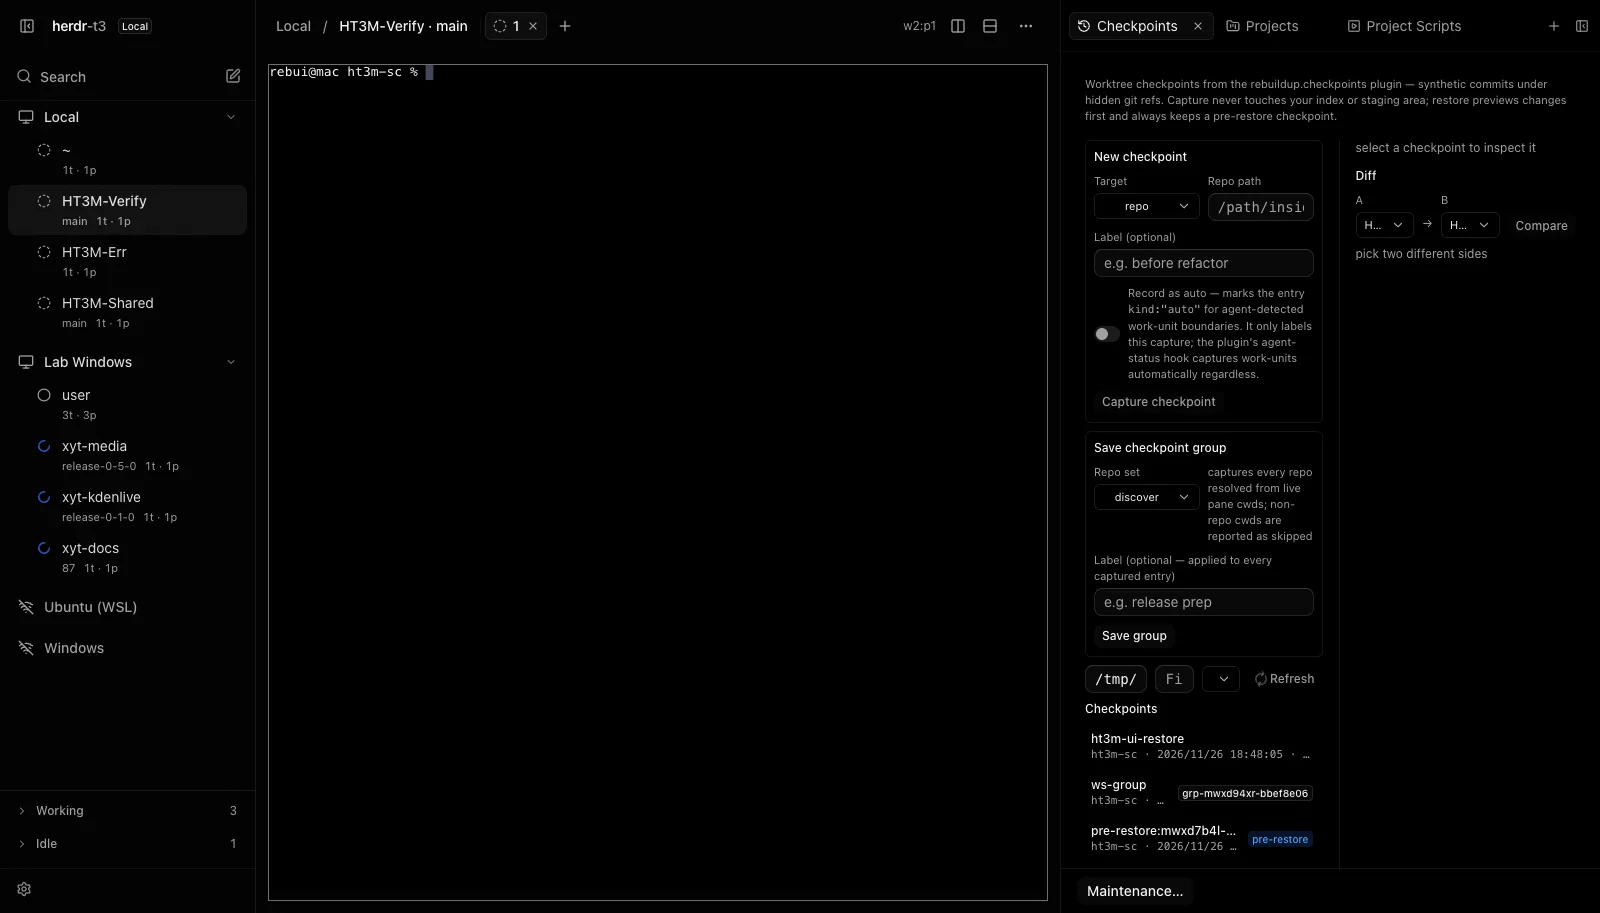 herdr-t3 Local
Search
Local
~
1t · 1p
HT3M-Verify
main 1t · 1p
HT3M-Err
1t · 1p
HT3M-Shared
main 1t · 1p
Lab Windows
user
3t · 3p
xyt-media
release-0-5-0 1t · 1p
xyt-kdenlive
release-0-1-0 1t · 1p
xyt-docs
87 1t · 1p
Ubuntu (WSL)
Windows
Working 3
Idle 1
Local / HT3M-Verify · main 1 × +
w2:p1
rebui@mac ht3m-sc %
Checkpoints × Projects Project Scripts +
Worktree checkpoints from the rebuildup.checkpoints plugin — synthetic commits under
hidden git refs. Capture never touches your index or staging area; restore previews changes
first and always keeps a pre-restore checkpoint.
New checkpoint
Target Repo path
repo /path/insi
Label (optional)
e.g. before refactor
Record as auto — marks the entry
kind:"auto" for agent-detected
work-unit boundaries. It only labels
this capture; the plugin's agent-
status hook captures work-units
automatically regardless.
Capture checkpoint
Save checkpoint group
Repo set
discover
captures every repo
resolved from live
pane cwds; non-
repo cwds are
reported as skipped
Label (optional — applied to every
captured entry)
e.g. release prep
Save group
/tmp/ Fi Refresh
Checkpoints
ht3m-ui-restore
ht3m-sc · 2026/11/26 18:48:05 · …
ws-group
ht3m-sc · …
grp-mwxd94xr-bbef8e06
pre-restore:mwxd7b4l-…
ht3m-sc · 2026/11/26 …
pre-restore
select a checkpoint to inspect it
Diff
A B
H... → H... Compare
pick two different sides
Maintenance...